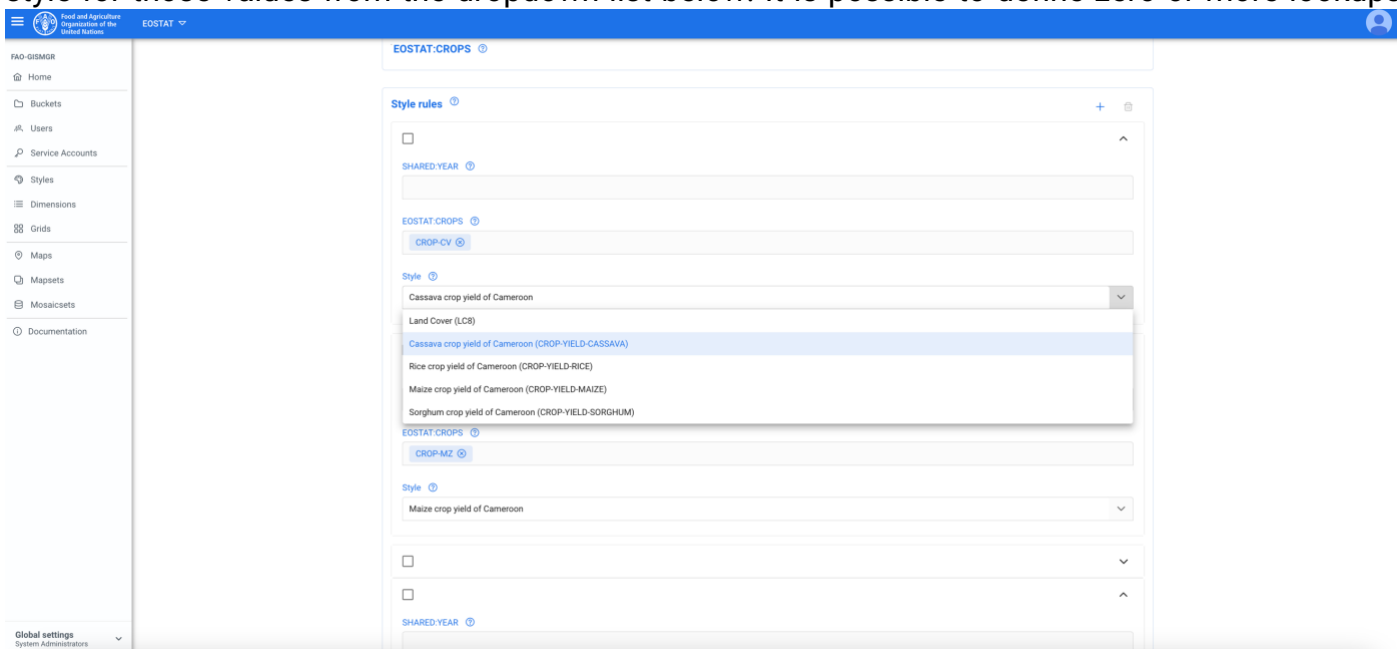 style for those values from the dropdown list below. It is possible to define zero or more lookups
Food and Agriculture
Organization of the
United Nations
EOSTAT
FAO-GISMGR
Home
Buckets
Users
Service Accounts
Styles
Dimensions
Grids
Maps
Mapsets
Mosaicsets
Documentation
Global settings
System Administrators
EOSTAT:CROPS
Style rules
SHARED:YEAR
EOSTAT:CROPS
CROP-CV
Style
Cassava crop yield of Cameroon
Land Cover (LC8)
Cassava crop yield of Cameroon (CROP-YIELD-CASSAVA)
Rice crop yield of Cameroon (CROP-YIELD-RICE)
Maize crop yield of Cameroon (CROP-YIELD-MAIZE)
Sorghum crop yield of Cameroon (CROP-YIELD-SORGHUM)
EOSTAT:CROPS
CROP-MZ
Style
Maize crop yield of Cameroon
SHARED:YEAR